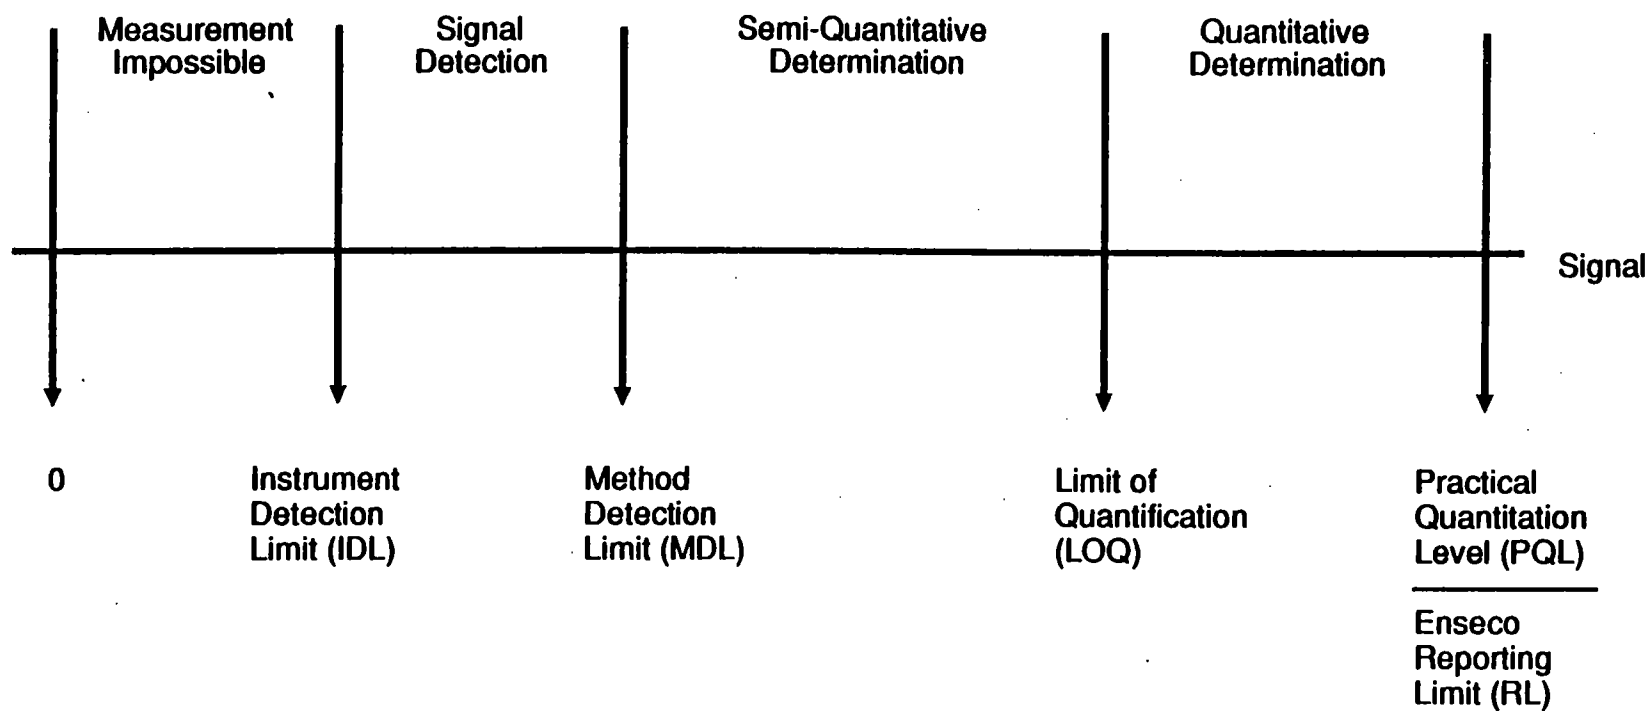 Measurement
Impossible
Signal
Detection
Semi-Quantitative
Determination
Quantitative
Determination
Signal
0
Instrument
Detection
Limit (IDL)
Method
Detection
Limit (MDL)
Limit of
Quantification
(LOQ)
Practical
Quantitation
Level (PQL)
Enseco
Reporting
Limit (RL)